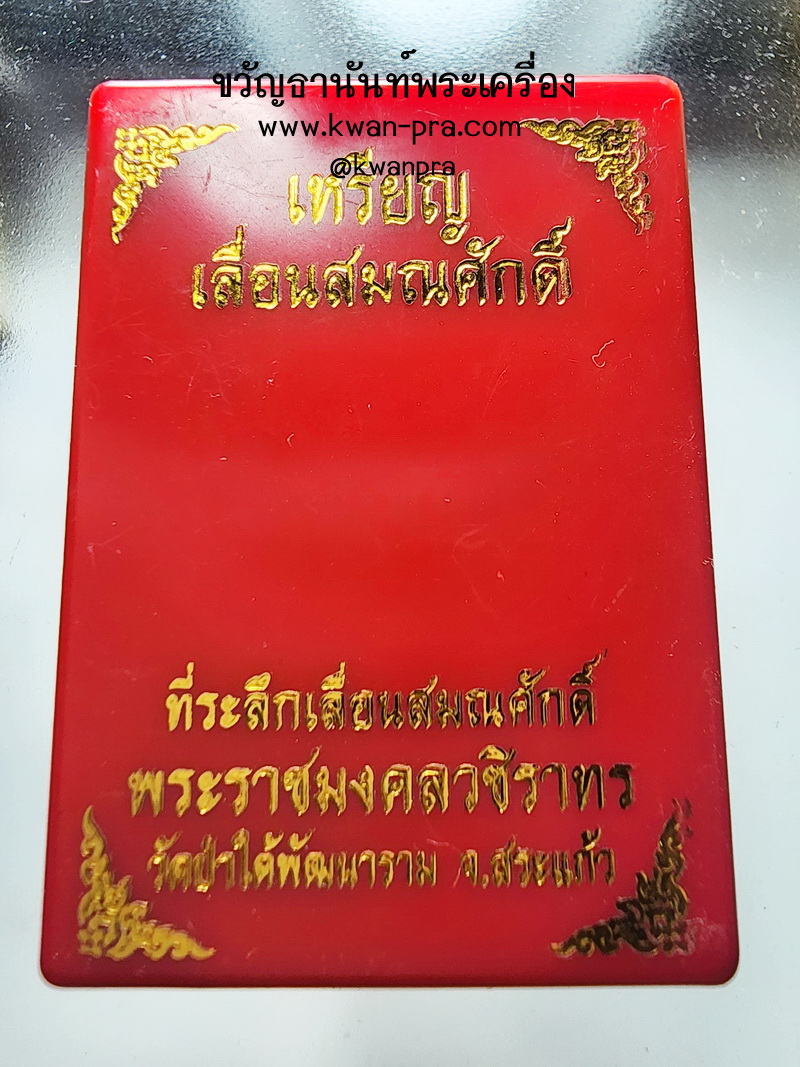 ขวัญธานันท์พระเครื่อง
www.kwan-pra.com
@kwanpra
เหรียญ
เลื่อนสมณศักดิ์
ที่ระลึกเลื่อนสมณศักดิ์
พระราชมงคลวชิราทร
วัดป่าใต้พัฒนาราม จ.สระแก้ว